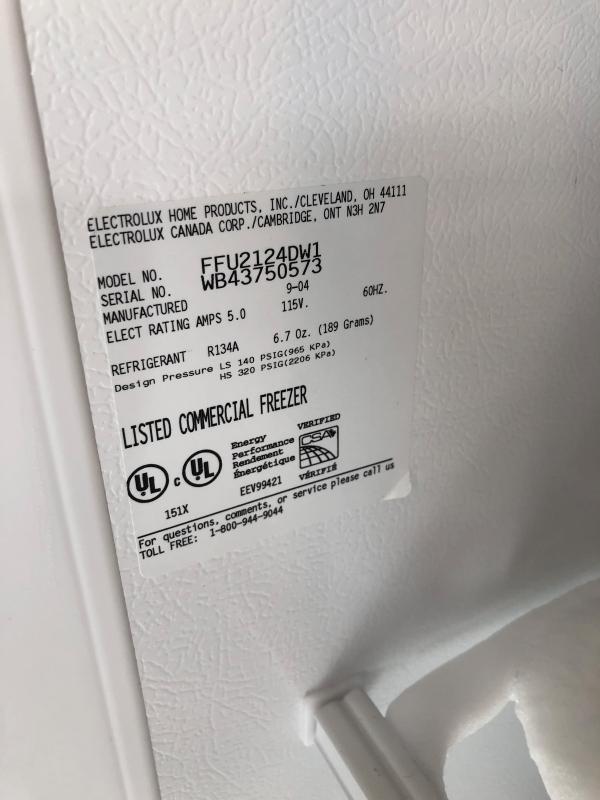 ELECTROLUX HOME PRODUCTS, INC./CLEVELAND, OH 44111
ELECTROLUX CANADA CORP./CAMBRIDGE, ONT N3H 2N7
MODEL NO. FFU2124DW1
SERIAL NO. WB43750573
MANUFACTURED 9-04
ELECT RATING AMPS 5.0 115V. 60HZ.
REFRIGERANT R134A 6.7 Oz. (189 Grams)
Design Pressure LS 140 PSIG(965 KPa)
HS 320 PSIG(2206 KPa)
LISTED COMMERCIAL FREEZER
UL c UL
Energy
Performance
Rendement
Énergétique
VERIFIED
CSA
VÉRIFIÉ
151X
EEV99421
For questions, comments, or service please call us
TOLL FREE: 1-800-944-9044